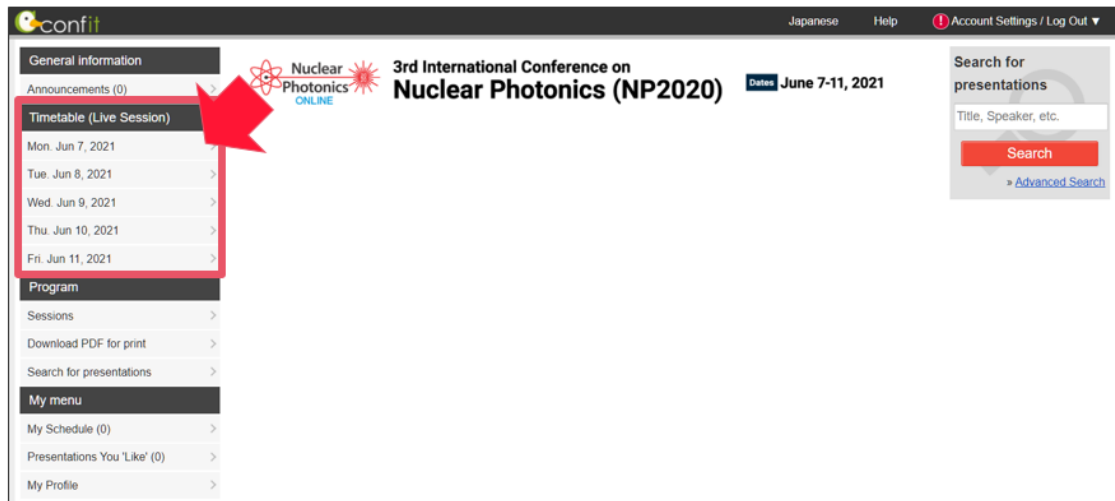 confit
Japanese
Help
! Account Settings / Log Out ▼
General information
Announcements (0)
Timetable (Live Session)
Mon. Jun 7, 2021
Tue. Jun 8, 2021
Wed. Jun 9, 2021
Thu. Jun 10, 2021
Fri. Jun 11, 2021
Program
Sessions
Download PDF for print
Search for presentations
My menu
My Schedule (0)
Presentations You 'Like' (0)
My Profile
Nuclear
Photonics
ONLINE
3rd International Conference on
Nuclear Photonics (NP2020)
Dates June 7-11, 2021
Search for
presentations
Title, Speaker, etc.
Search
» Advanced Search